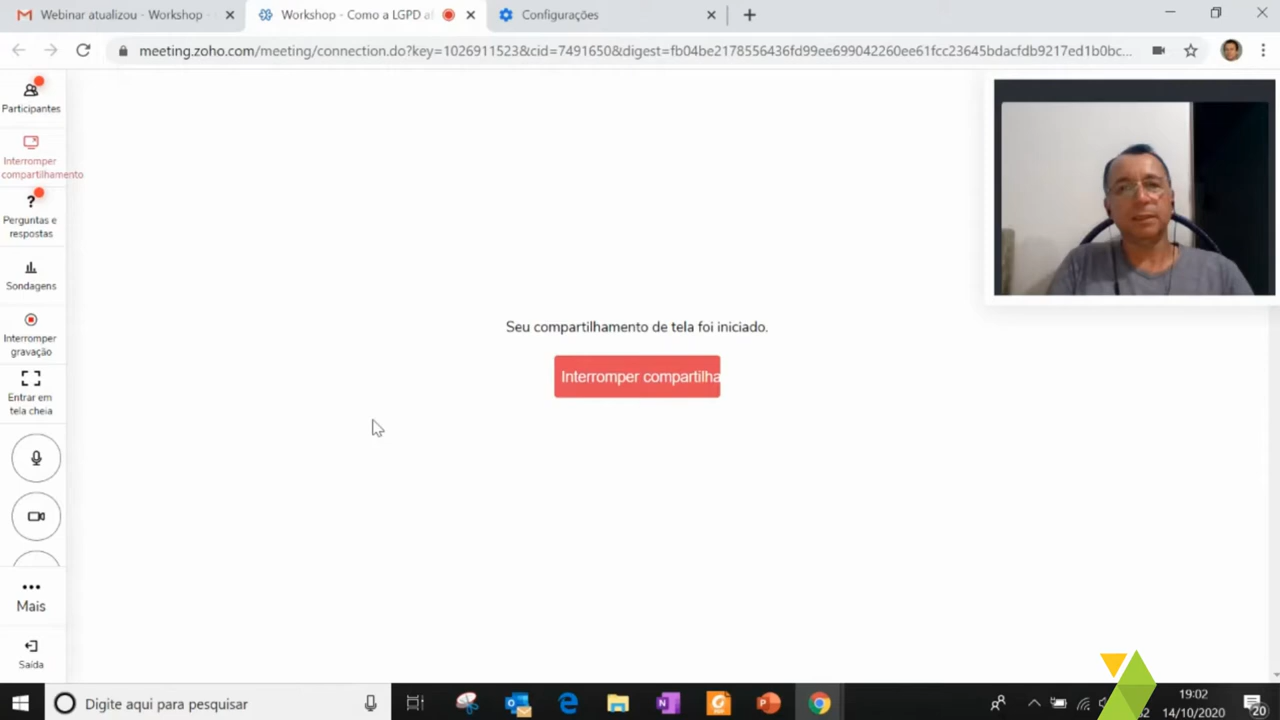 Webinar atualizou - Workshop
Workshop - Como a LGPD a
Configurações
meeting.zoho.com/meeting/connection.do?key=1026911523&cid=7491650&digest=fb04be2178556436fd99ee699042260ee61fcc23645bdacfdb9217ed1b0bc...
Participantes
Interromper
compartilhamento
?
Perguntas e
respostas
Sondagens
Interromper
gravação
Entrar em
tela cheia
Mais
Saída
Seu compartilhamento de tela foi iniciado.
Interromper compartilha
Digite aqui para pesquisar
19:02
14/10/2020
20